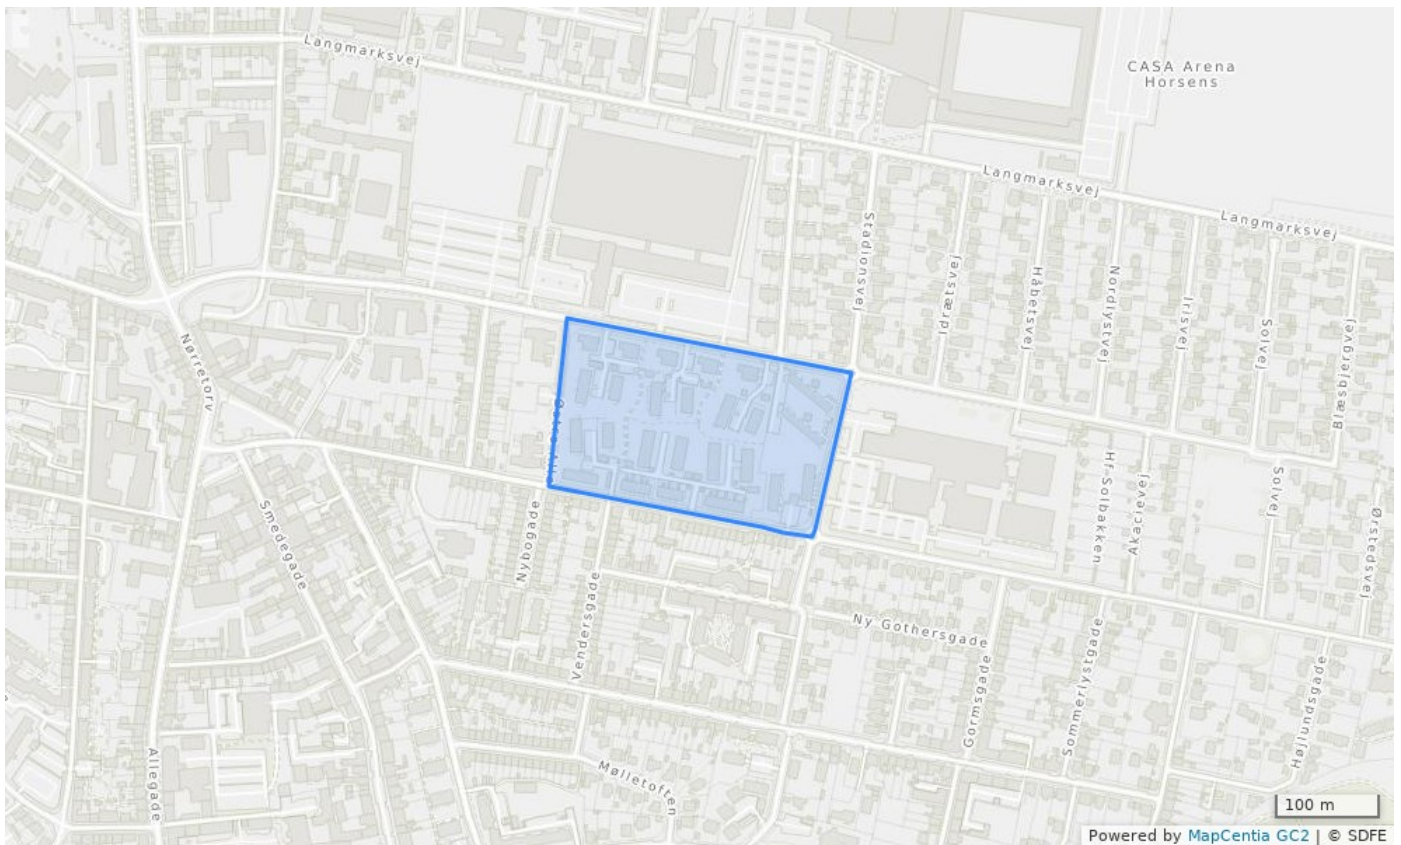 Langmarksvej
CASA Arena
Horsens
Langmarksvej
Langmarksvej
Stadionsvej
Idrætsvej
Håbetsvej
Nordlystvej
Irisvej
Solvej
Blæsbjergvej
Nørretorv
Hf. Solbakken
Akacievej
Solvej
Ørstedsvej
Smedegade
Nybogade
Vendersgade
Ny Gothersgade
Gormsgade
Sommerlystgade
Højlundsgade
Allegade
Mølletoften
100 m
Powered by MapCentia GC2 | © SDFE